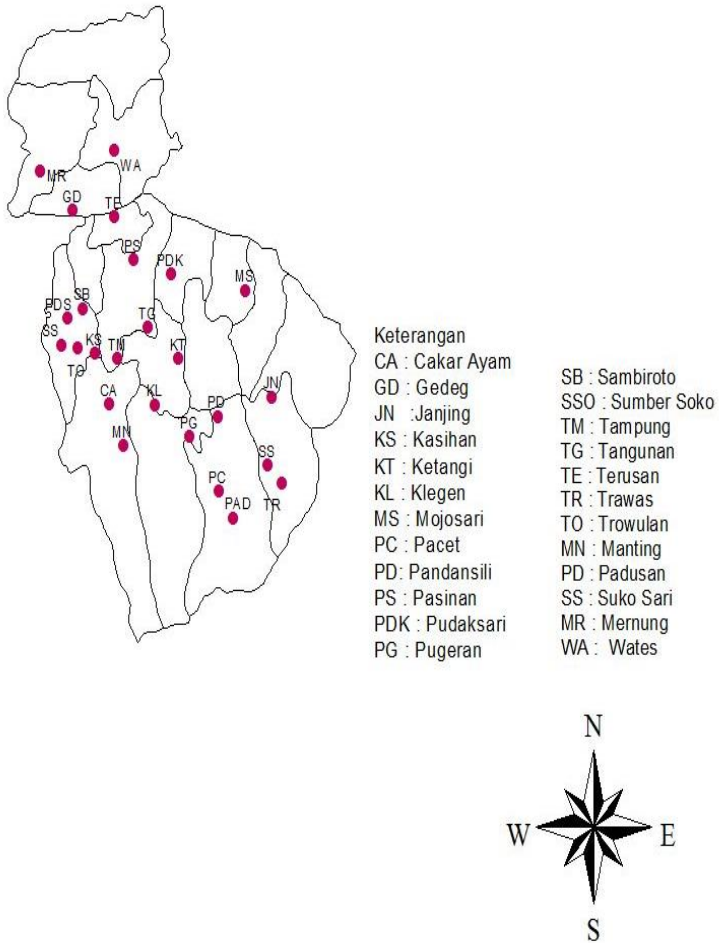 WA
MR
GD
TE
PS
PDK
MS
SB
PDS
TG
SS
KS
TM
KT
TO
JN
CA
KL
PD
PG
MN
SS
PC
TR
PAD
Keterangan
CA : Cakar Ayam
GD : Gedeg
JN :Janjing
KS : Kasihan
KT : Ketangi
KL : Klegen
MS : Mojosari
PC : Pacet
PD: Pandansili
PS : Pasinan
PDK : Pudaksari
PG : Pugeran
SB : Sambiroto
SSO : Sumber Soko
TM : Tampung
TG : Tangunan
TE : Terusan
TR : Trawas
TO : Trowulan
MN : Manting
PD : Padusan
SS : Suko Sari
MR : Mernung
WA : Wates
N
W
E
S